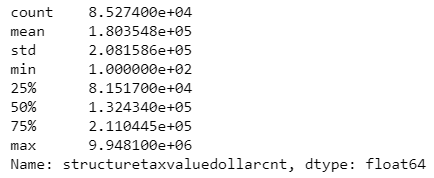 count 8.527400e+04
mean 1.803548e+05
std 2.081586e+05
min 1.000000e+02
25% 8.151700e+04
50% 1.324340e+05
75% 2.110445e+05
max 9.948100e+06
Name: structuretaxvaluedollarcnt, dtype: float64